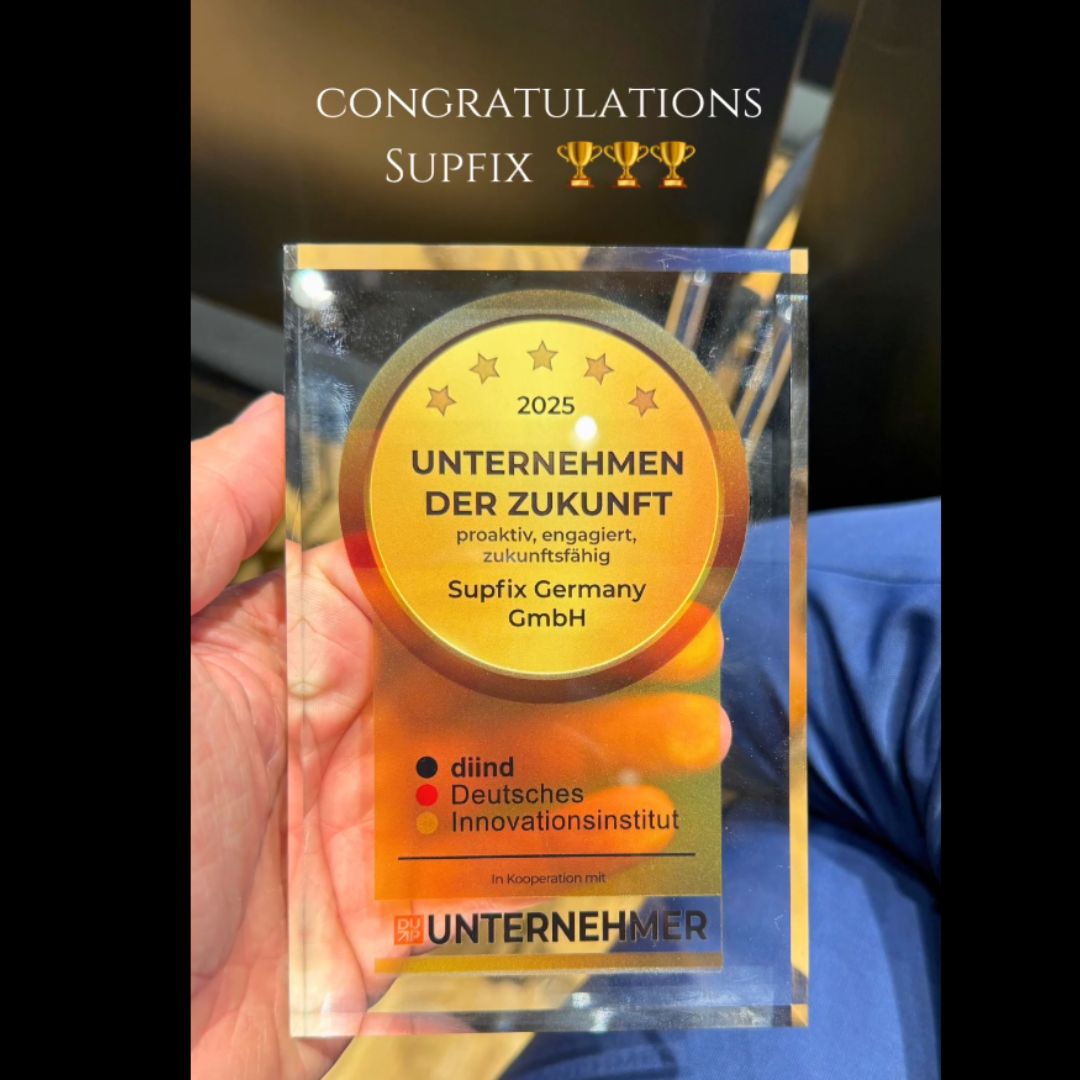 CONGRATULATIONS
SUPFIX 🏆🏆🏆
2025
UNTERNEHMEN
DER ZUKUNFT
proaktiv, engagiert,
zukunftsfähig
Supfix Germany
GmbH
diind
Deutsches
Innovationsinstitut
In Kooperation mit
DUP UNTERNEHMER